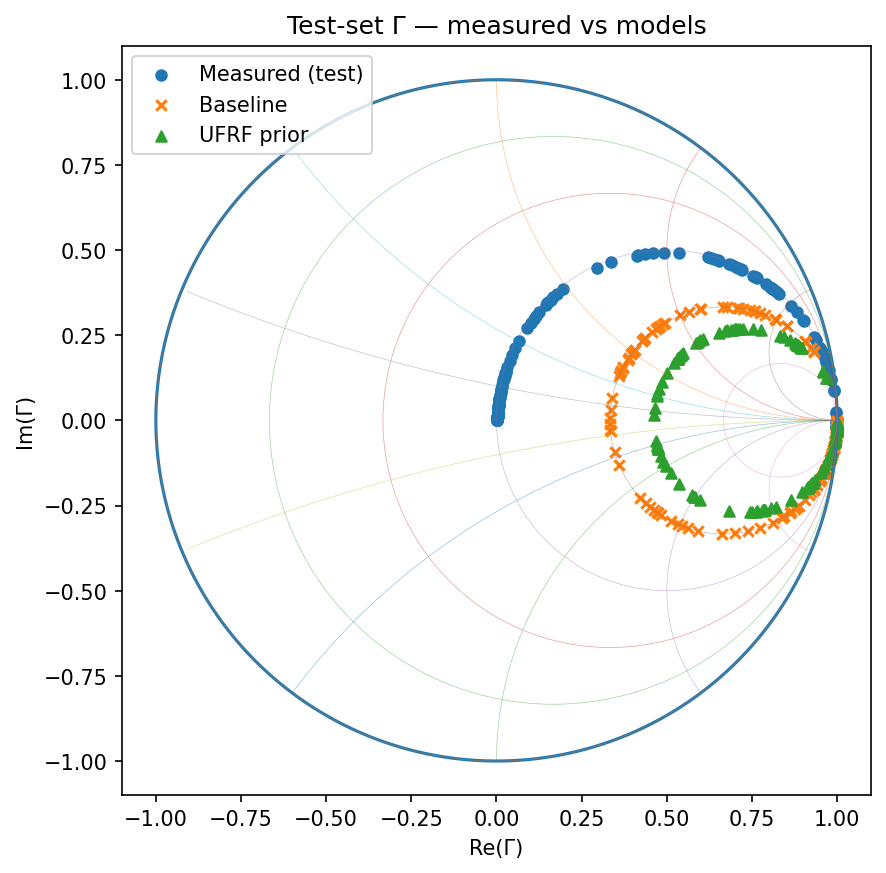 Test-set Γ — measured vs models
Measured (test)
Baseline
UFRF prior
1.00
0.75
0.50
0.25
0.00
−0.25
−0.50
−0.75
−1.00
Im(Γ)
−1.00 −0.75 −0.50 −0.25 0.00 0.25 0.50 0.75 1.00
Re(Γ)